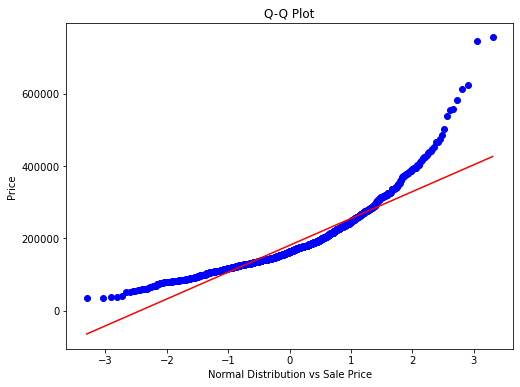 Q-Q Plot
600000
400000
200000
0
Price
−3 −2 −1 0 1 2 3
Normal Distribution vs Sale Price